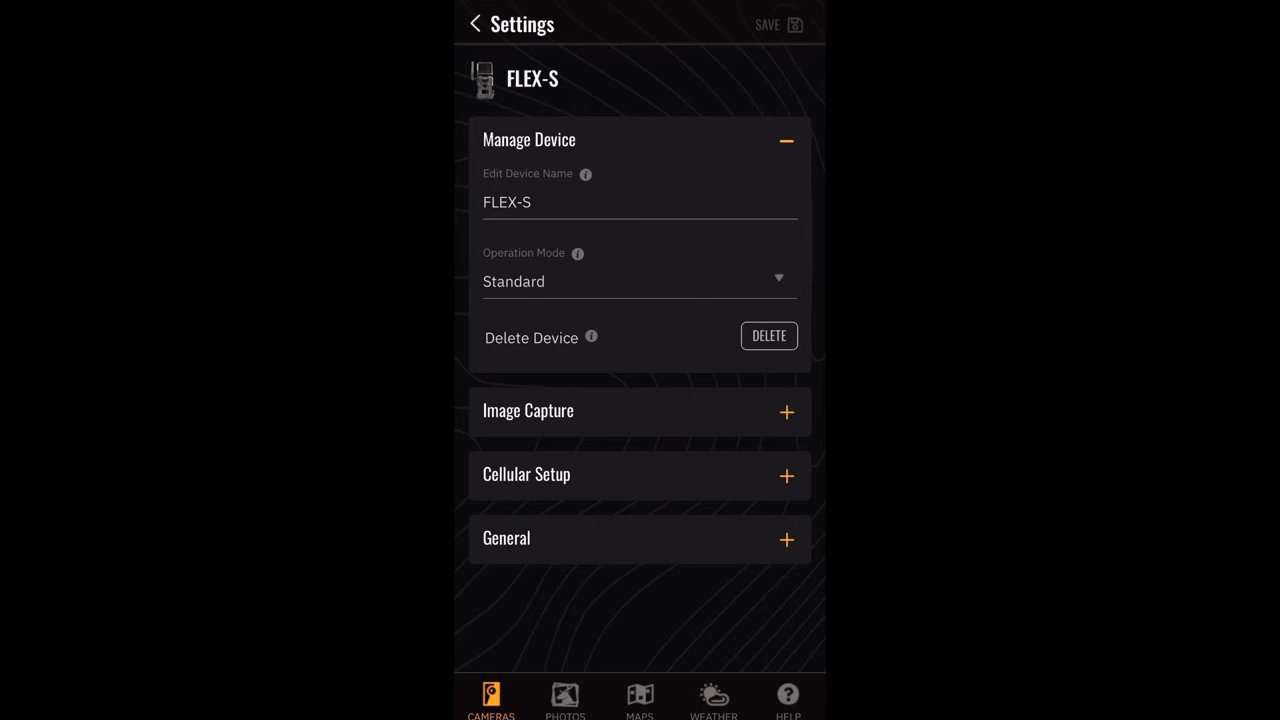 Settings
SAVE
FLEX-S
Manage Device
Edit Device Name
FLEX-S
Operation Mode
Standard
Delete Device
DELETE
Image Capture
Cellular Setup
General
CAMERAS PHOTOS MAPS WEATHER HELP